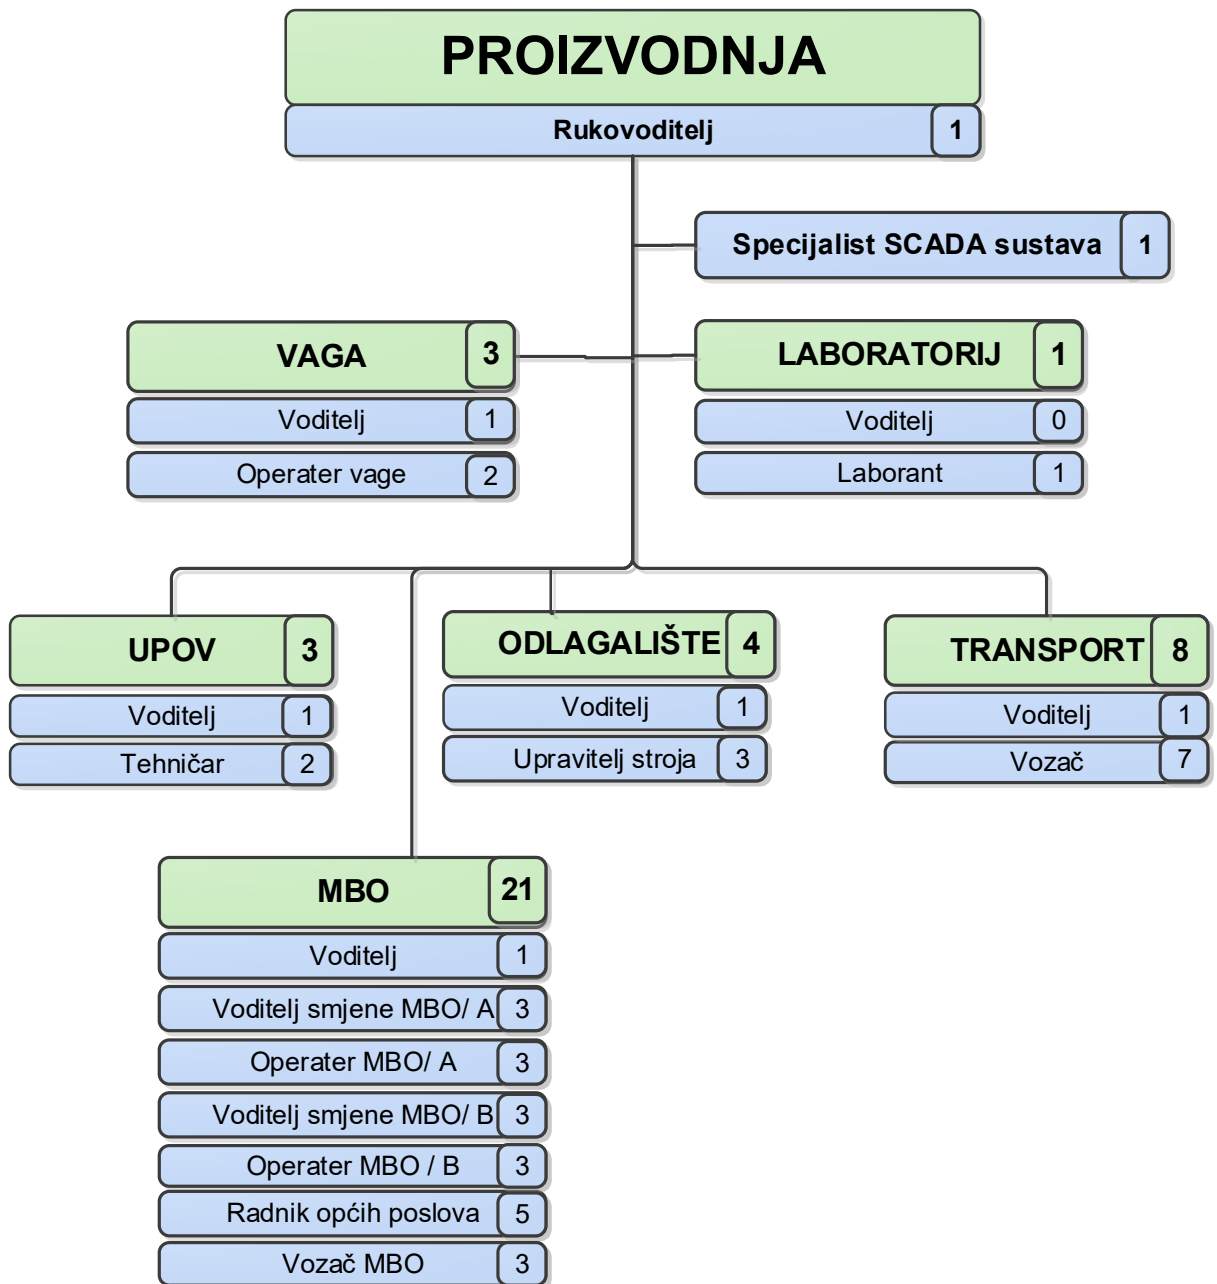 PROIZVODNJA
Rukovoditelj 1
Specijalist SCADA sustava 1
VAGA 3
Voditelj 1
Operater vage 2
LABORATORIJ 1
Voditelj 0
Laborant 1
UPOV 3
Voditelj 1
Tehničar 2
ODLAGALIŠTE 4
Voditelj 1
Upravitelj stroja 3
TRANSPORT 8
Voditelj 1
Vozač 7
MBO 21
Voditelj 1
Voditelj smjene MBO/ A 3
Operater MBO/ A 3
Voditelj smjene MBO/ B 3
Operater MBO / B 3
Radnik općih poslova 5
Vozač MBO 3